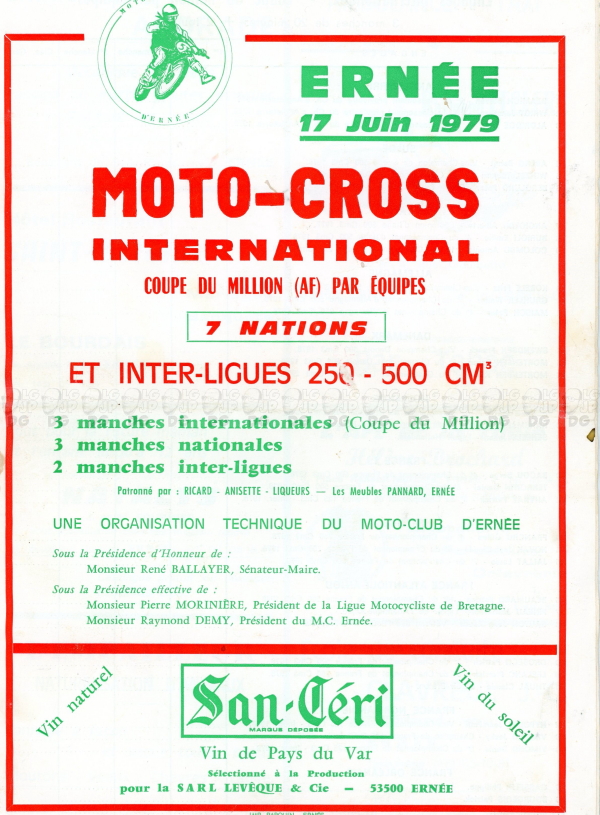 MOTO
D'ERNÉE
ERNÉE
17 Juin 1979
MOTO-CROSS
INTERNATIONAL
COUPE DU MILLION (AF) PAR ÉQUIPES
7 NATIONS
ET INTER-LIGUES 250 - 500 CM³
3 manches internationales (Coupe du Million)
3 manches nationales
2 manches inter-ligues
Patronné par : RICARD - ANISETTE - LIQUEURS — Les Meubles PANNARD, ERNÉE
UNE ORGANISATION TECHNIQUE DU MOTO-CLUB D'ERNÉE
Sous la Présidence d'Honneur de :
Monsieur René BALLAYER, Sénateur-Maire.
Sous la Présidence effective de :
Monsieur Pierre MORINIÈRE, Président de la Ligue Motocycliste de Bretagne.
Monsieur Raymond DEMY, Président du M.C. Ernée.
Vin naturel
San-Céri
MARQUE DÉPOSÉE
Vin du soleil
Vin de Pays du Var
Sélectionné à la Production
pour la SARL LEVÊQUE & Cie — 53500 ERNÉE